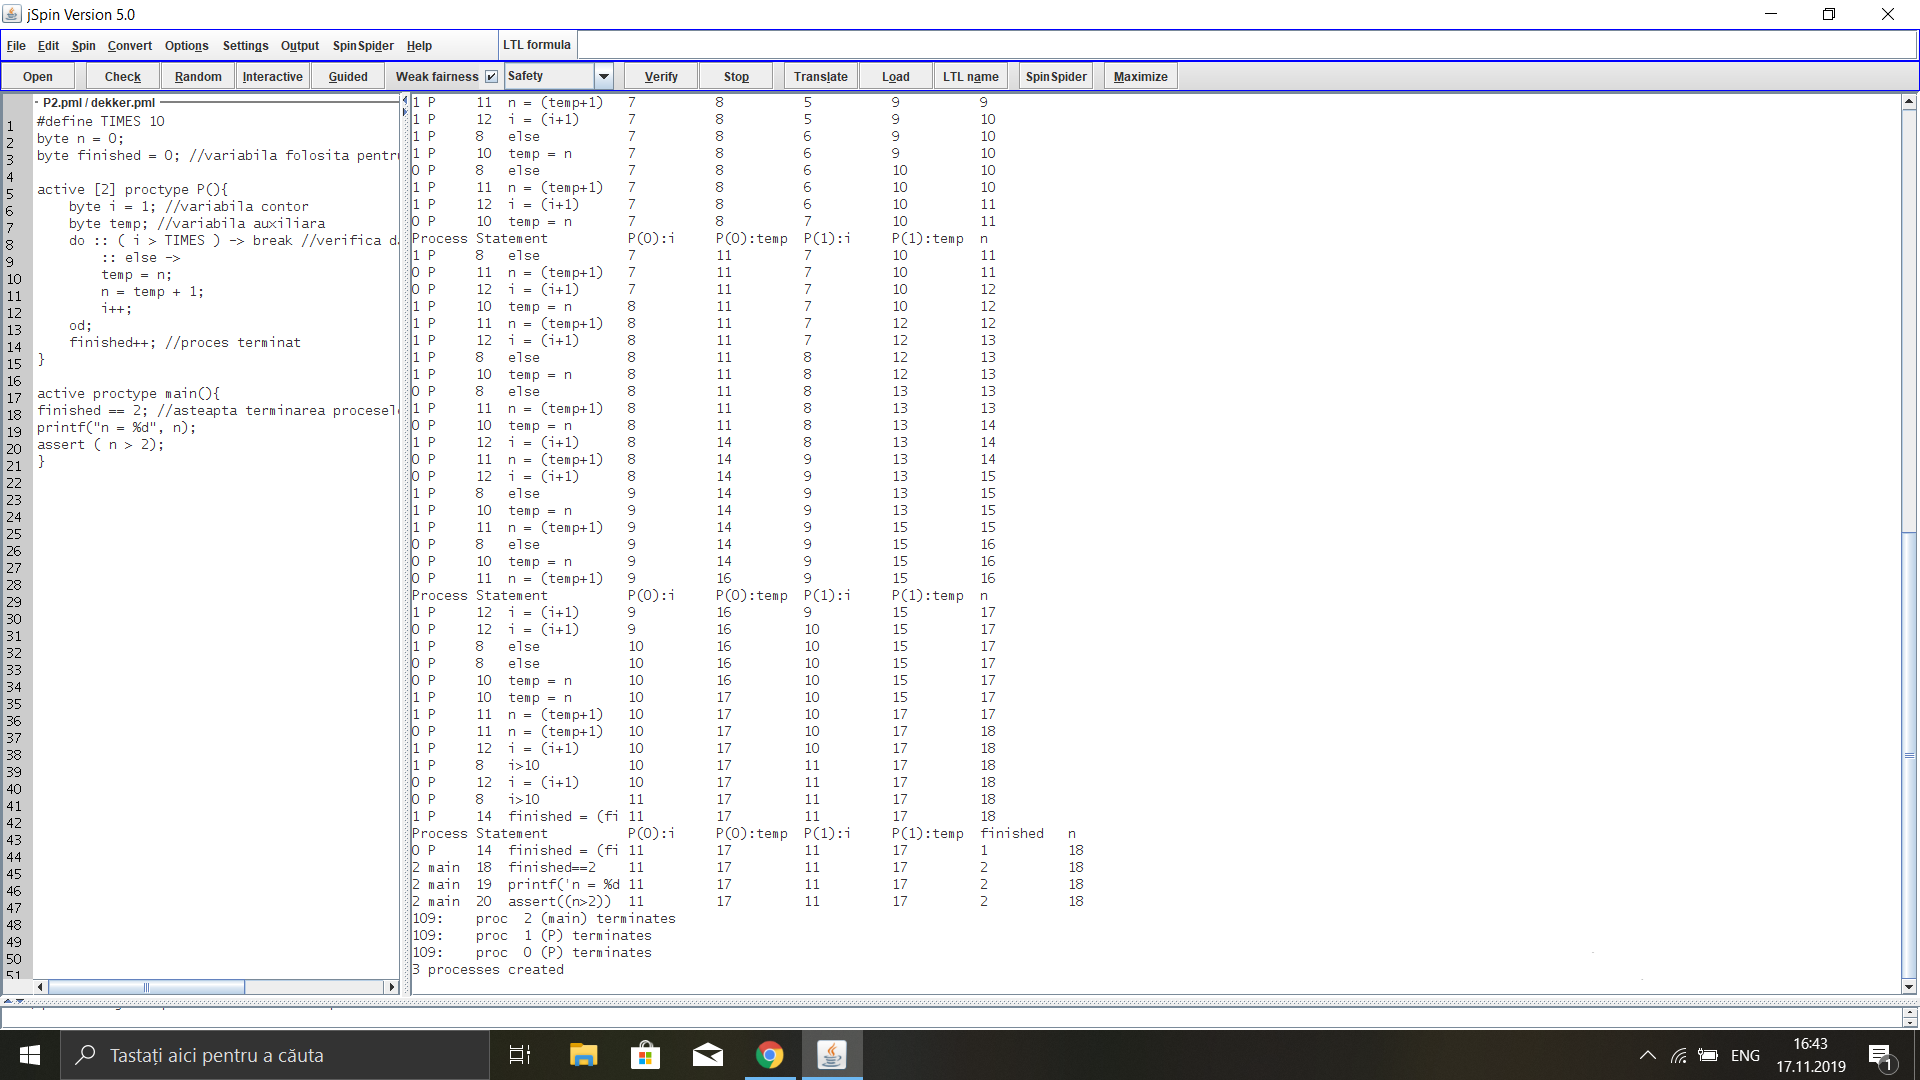 jSpin Version 5.0
File Edit Spin Convert Options Settings Output SpinSpider Help LTL formula
Open Check Random Interactive Guided Weak fairness Safety Verify Stop Translate Load LTL name SpinSpider Maximize
P2.pml / dekker.pml
1 #define TIMES 10
2 byte n = 0;
3 byte finished = 0; //variabila folosita pentru
4
5 active [2] proctype P(){
6 byte i = 1; //variabila contor
7 byte temp; //variabila auxiliara
8 do :: ( i > TIMES ) -> break //verifica da
9 :: else ->
10 temp = n;
11 n = temp + 1;
12 i++;
13 od;
14 finished++; //proces terminat
15 }
16
17 active proctype main(){
18 finished == 2; //asteapta terminarea procesel
19 printf("n = %d", n);
20 assert ( n > 2);
21 }
22
23
24
25
26
27
28
29
30
31
32
33
34
35
36
37
38
39
40
41
42
43
44
45
46
47
48
49
50
51
1 P 11 n = (temp+1) 7 8 5 9 9
1 P 12 i = (i+1) 7 8 5 9 10
1 P 8 else 7 8 6 9 10
1 P 10 temp = n 7 8 6 9 10
0 P 8 else 7 8 6 10 10
1 P 11 n = (temp+1) 7 8 6 10 10
1 P 12 i = (i+1) 7 8 6 10 11
0 P 10 temp = n 7 8 7 10 11
Process Statement P(0):i P(0):temp P(1):i P(1):temp n
1 P 8 else 7 11 7 10 11
0 P 11 n = (temp+1) 7 11 7 10 11
0 P 12 i = (i+1) 7 11 7 10 12
1 P 10 temp = n 8 11 7 10 12
1 P 11 n = (temp+1) 8 11 7 12 12
1 P 12 i = (i+1) 8 11 7 12 13
1 P 8 else 8 11 8 12 13
1 P 10 temp = n 8 11 8 12 13
0 P 8 else 8 11 8 13 13
1 P 11 n = (temp+1) 8 11 8 13 13
0 P 10 temp = n 8 11 8 13 14
1 P 12 i = (i+1) 8 14 8 13 14
0 P 11 n = (temp+1) 8 14 9 13 14
0 P 12 i = (i+1) 8 14 9 13 15
1 P 8 else 9 14 9 13 15
1 P 10 temp = n 9 14 9 13 15
1 P 11 n = (temp+1) 9 14 9 15 15
0 P 8 else 9 14 9 15 16
0 P 10 temp = n 9 14 9 15 16
0 P 11 n = (temp+1) 9 16 9 15 16
Process Statement P(0):i P(0):temp P(1):i P(1):temp n
1 P 12 i = (i+1) 9 16 9 15 17
0 P 12 i = (i+1) 9 16 10 15 17
1 P 8 else 10 16 10 15 17
0 P 8 else 10 16 10 15 17
0 P 10 temp = n 10 16 10 15 17
1 P 10 temp = n 10 17 10 15 17
1 P 11 n = (temp+1) 10 17 10 17 17
0 P 11 n = (temp+1) 10 17 10 17 18
1 P 12 i = (i+1) 10 17 10 17 18
1 P 8 i>10 10 17 11 17 18
0 P 12 i = (i+1) 10 17 11 17 18
0 P 8 i>10 11 17 11 17 18
1 P 14 finished = (fi 11 17 11 17 18
Process Statement P(0):i P(0):temp P(1):i P(1):temp finished n
0 P 14 finished = (fi 11 17 11 17 1 18
2 main 18 finished==2 11 17 11 17 2 18
2 main 19 printf('n = %d 11 17 11 17 2 18
2 main 20 assert((n>2)) 11 17 11 17 2 18
109: proc 2 (main) terminates
109: proc 1 (P) terminates
109: proc 0 (P) terminates
3 processes created
Tastați aici pentru a căuta
ENG
16:43
17.11.2019
1